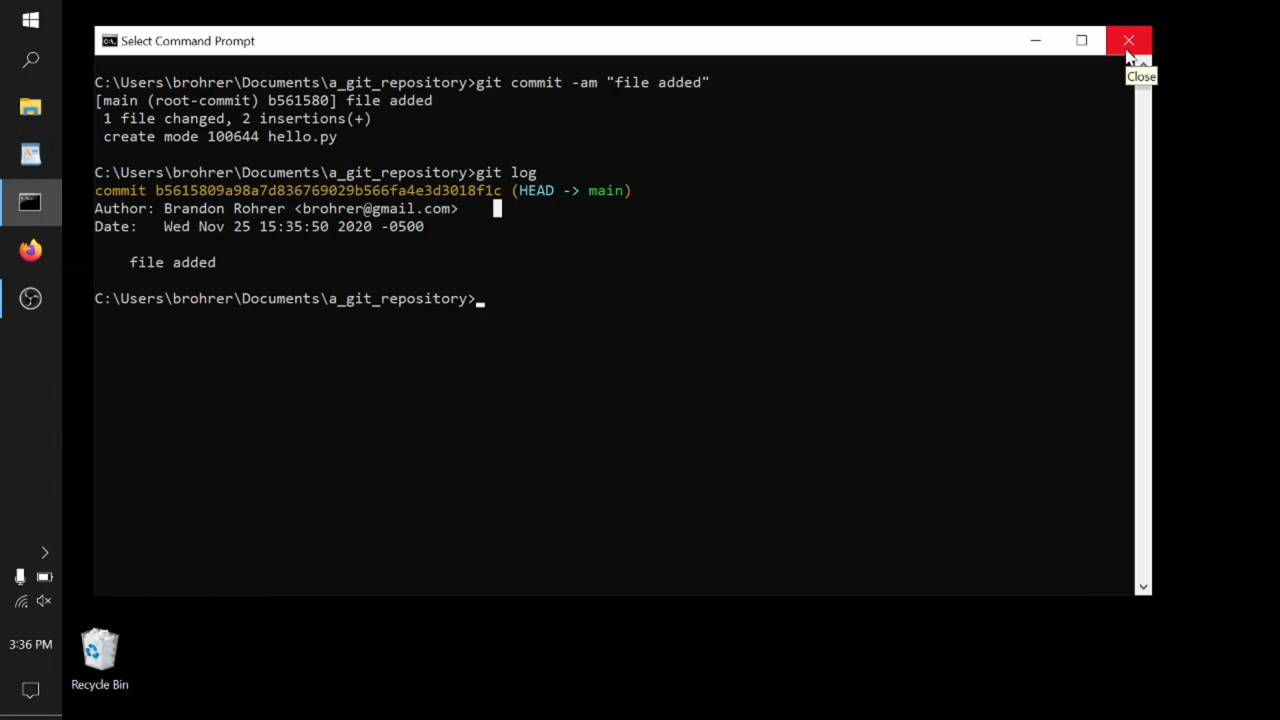 Select Command Prompt
Close
C:\Users\brohrer\Documents\a_git_repository>git commit -am "file added"
[main (root-commit) b561580] file added
1 file changed, 2 insertions(+)
create mode 100644 hello.py
C:\Users\brohrer\Documents\a_git_repository>git log
commit b5615809a98a7d836769029b566fa4e3d3018f1c (HEAD -> main)
Author: Brandon Rohrer <brohrer@gmail.com>
Date:   Wed Nov 25 15:35:50 2020 -0500
file added
C:\Users\brohrer\Documents\a_git_repository>
3:36 PM
Recycle Bin